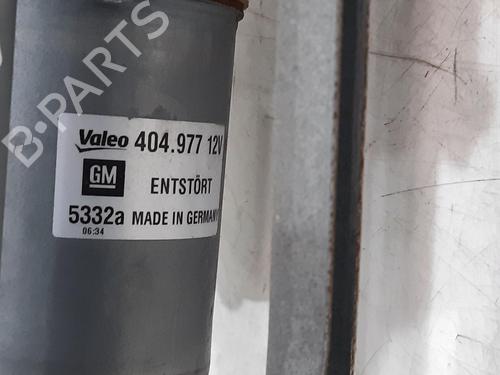 B-PARTS
Valeo 404.977 12V
GM
ENTSTÖRT
5332a MADE IN GERMANY
06:34